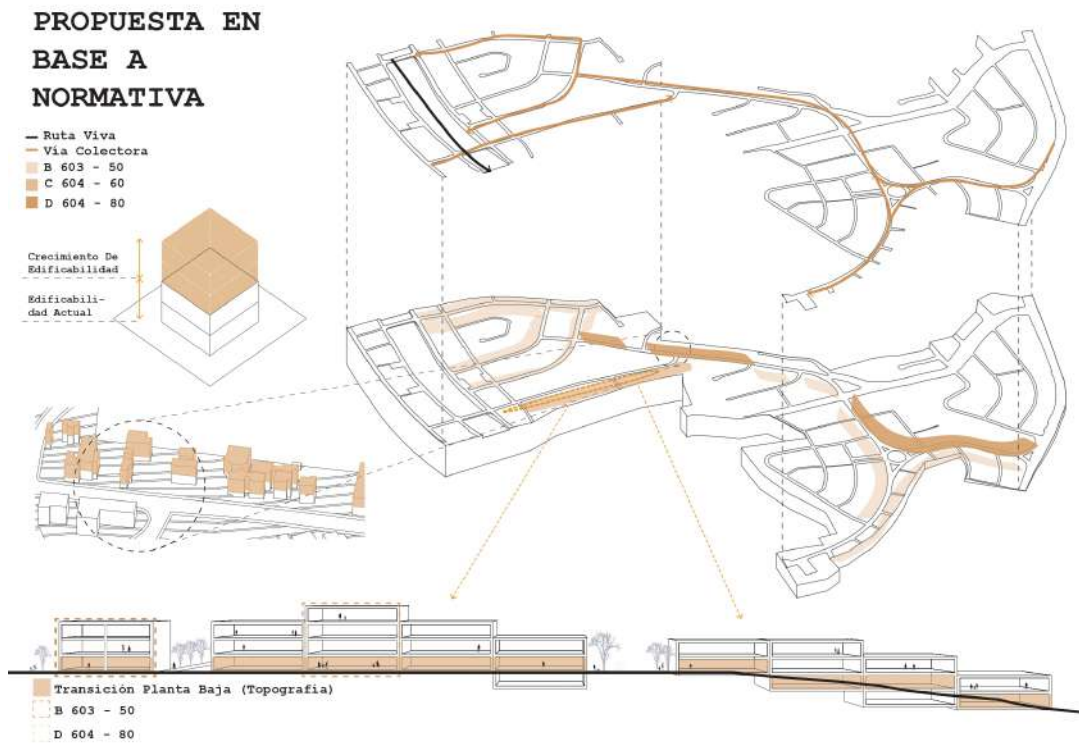 PROPUESTA EN
BASE A
NORMATIVA
Ruta Viva
Vía Colectora
B 603 - 50
C 604 - 60
D 604 - 80
Crecimiento De
Edificabilidad
Edificabili-
dad Actual
Transición Planta Baja (Topografía)
B 603 - 50
D 604 - 80